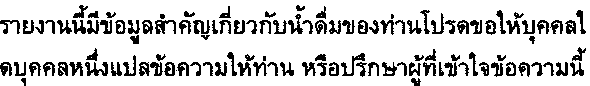 รายงานนี้มีข้อมูลสำคัญเกี่ยวกับน้ำดื่มของท่านโปรดขอให้บุคคลใ
ดบุคคลหนึ่งแปลข้อความให้ท่าน หรือปรึกษาผู้ที่เข้าใจข้อความนี้